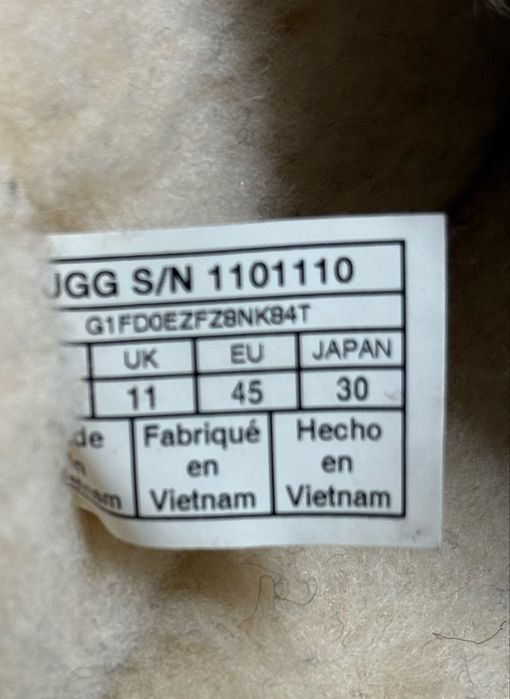 UGG S/N 1101110
G1FD0EZFZ8NK84T
UK EU JAPAN
11 45 30
Fabriqué en Vietnam
Hecho en Vietnam